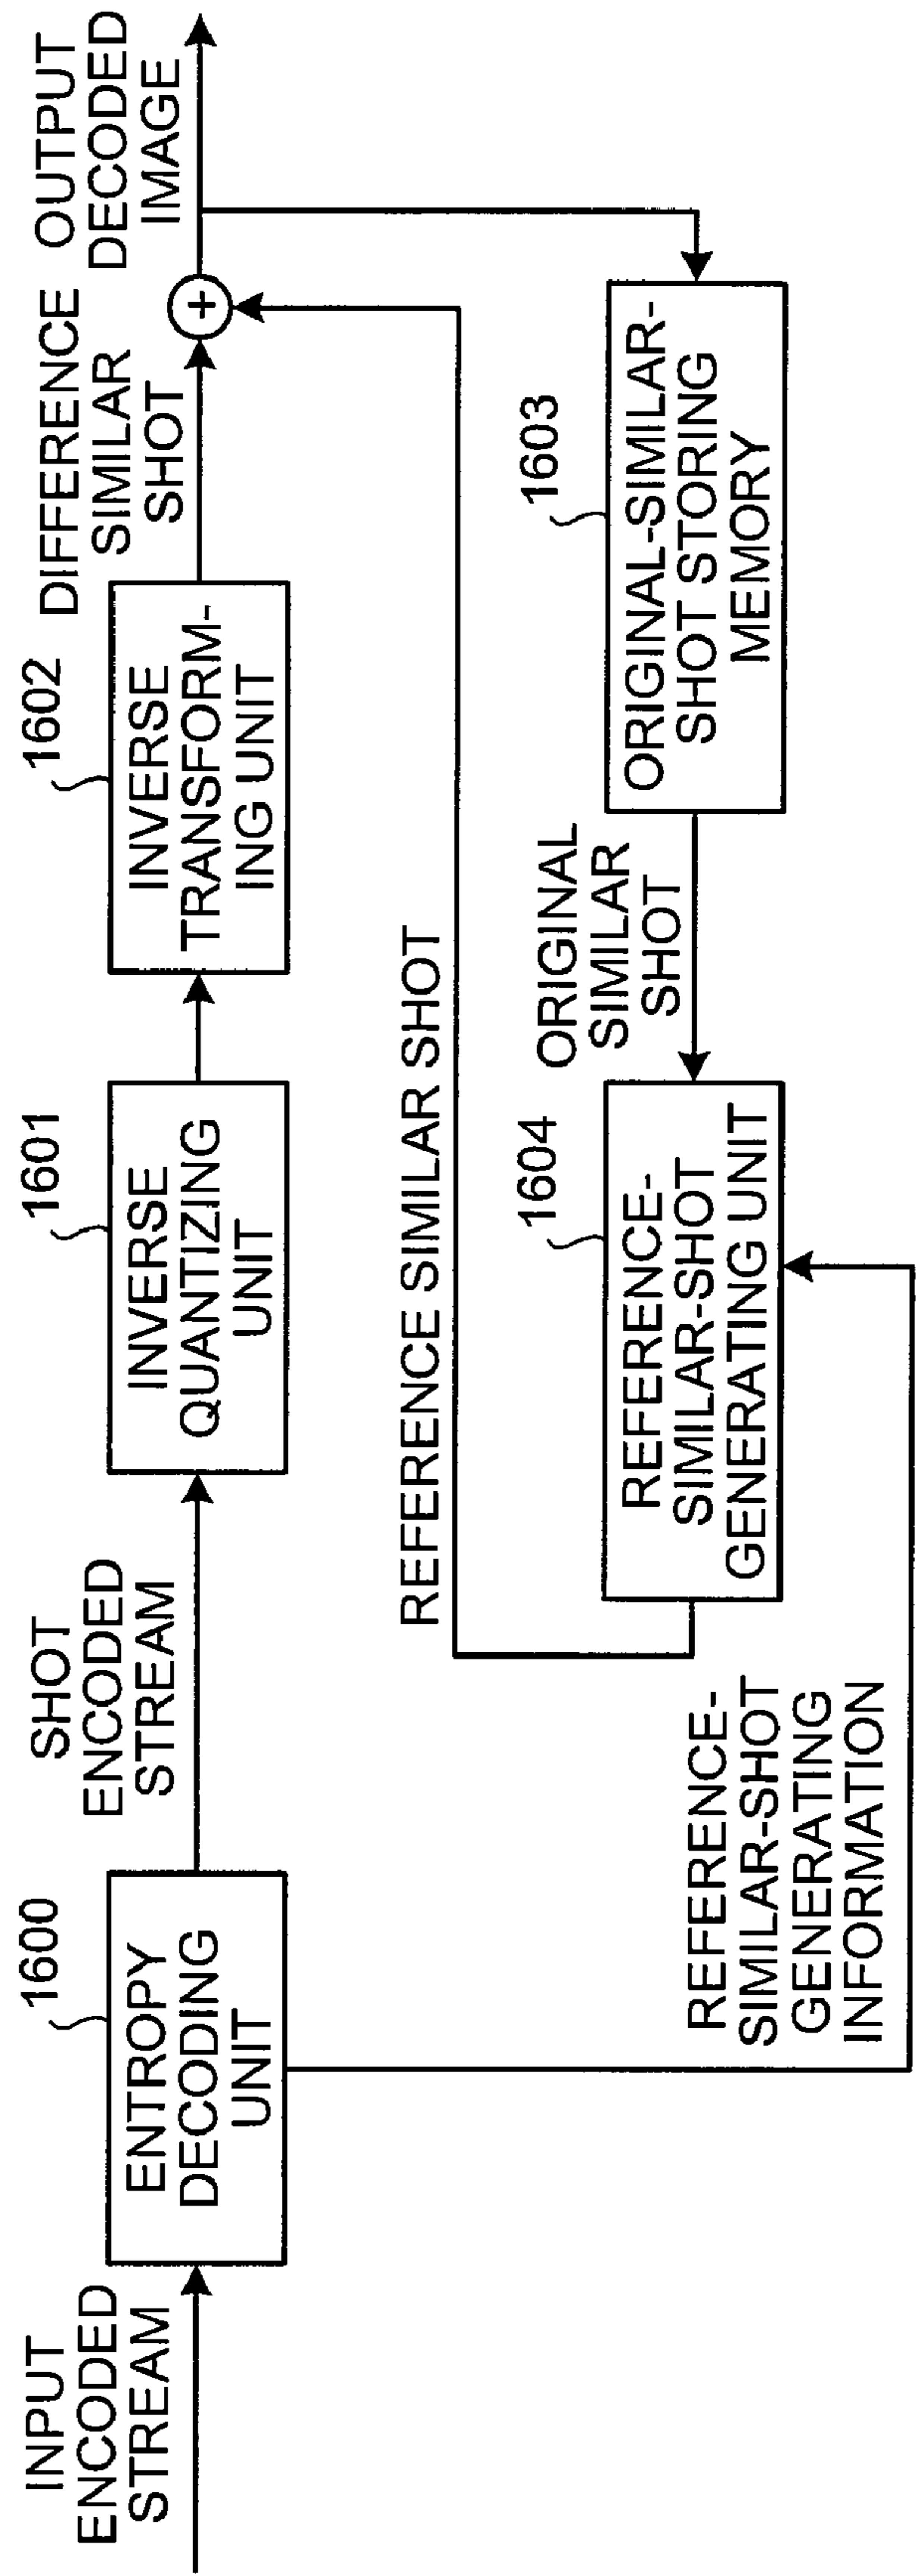 INPUT
ENCODED
STREAM
1600
ENTROPY
DECODING
UNIT
SHOT
ENCODED
STREAM
1601
INVERSE
QUANTIZING
UNIT
1602
INVERSE
TRANSFORM-
ING UNIT
DIFFERENCE
SIMILAR
SHOT
+
OUTPUT
DECODED
IMAGE
REFERENCE SIMILAR SHOT
REFERENCE-
SIMILAR-SHOT
GENERATING
INFORMATION
1604
REFERENCE-
SIMILAR-SHOT
GENERATING UNIT
ORIGINAL
SIMILAR
SHOT
1603
ORIGINAL-SIMILAR-
SHOT STORING
MEMORY